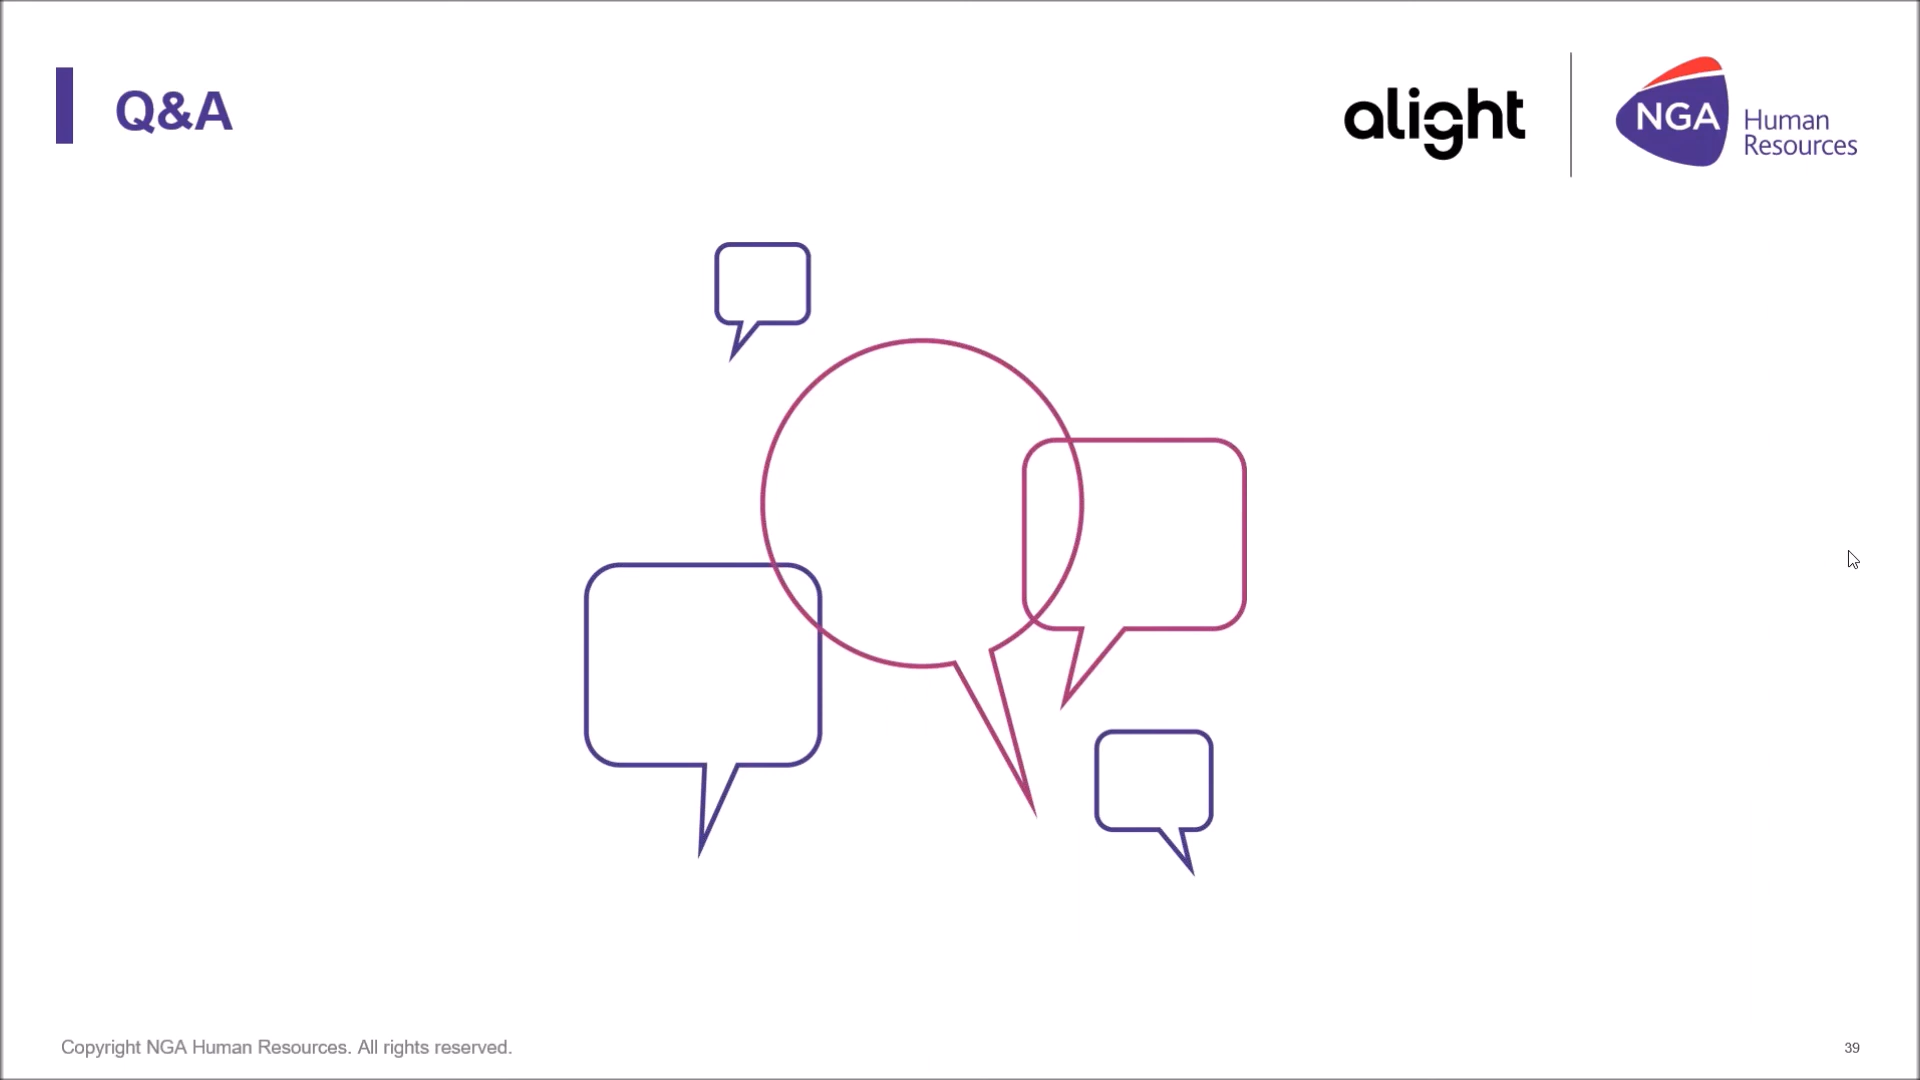 Q&A
alight
NGA
Human
Resources
Copyright NGA Human Resources. All rights reserved.
39